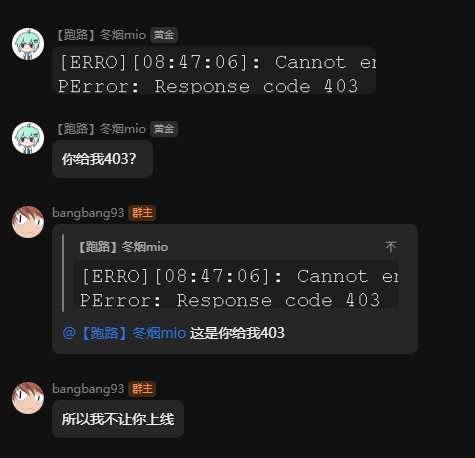 【跑路】冬烟mio 黄金
[ERRO][08:47:06]: Cannot
PError: Response code 403
【跑路】冬烟mio 黄金
你给我403?
bangbang93 群主
【跑路】冬烟mio
[ERRO][08:47:06]: Cannot
PError: Response code 403
@【跑路】冬烟mio 这是你给我403
bangbang93 群主
所以我不让你上线